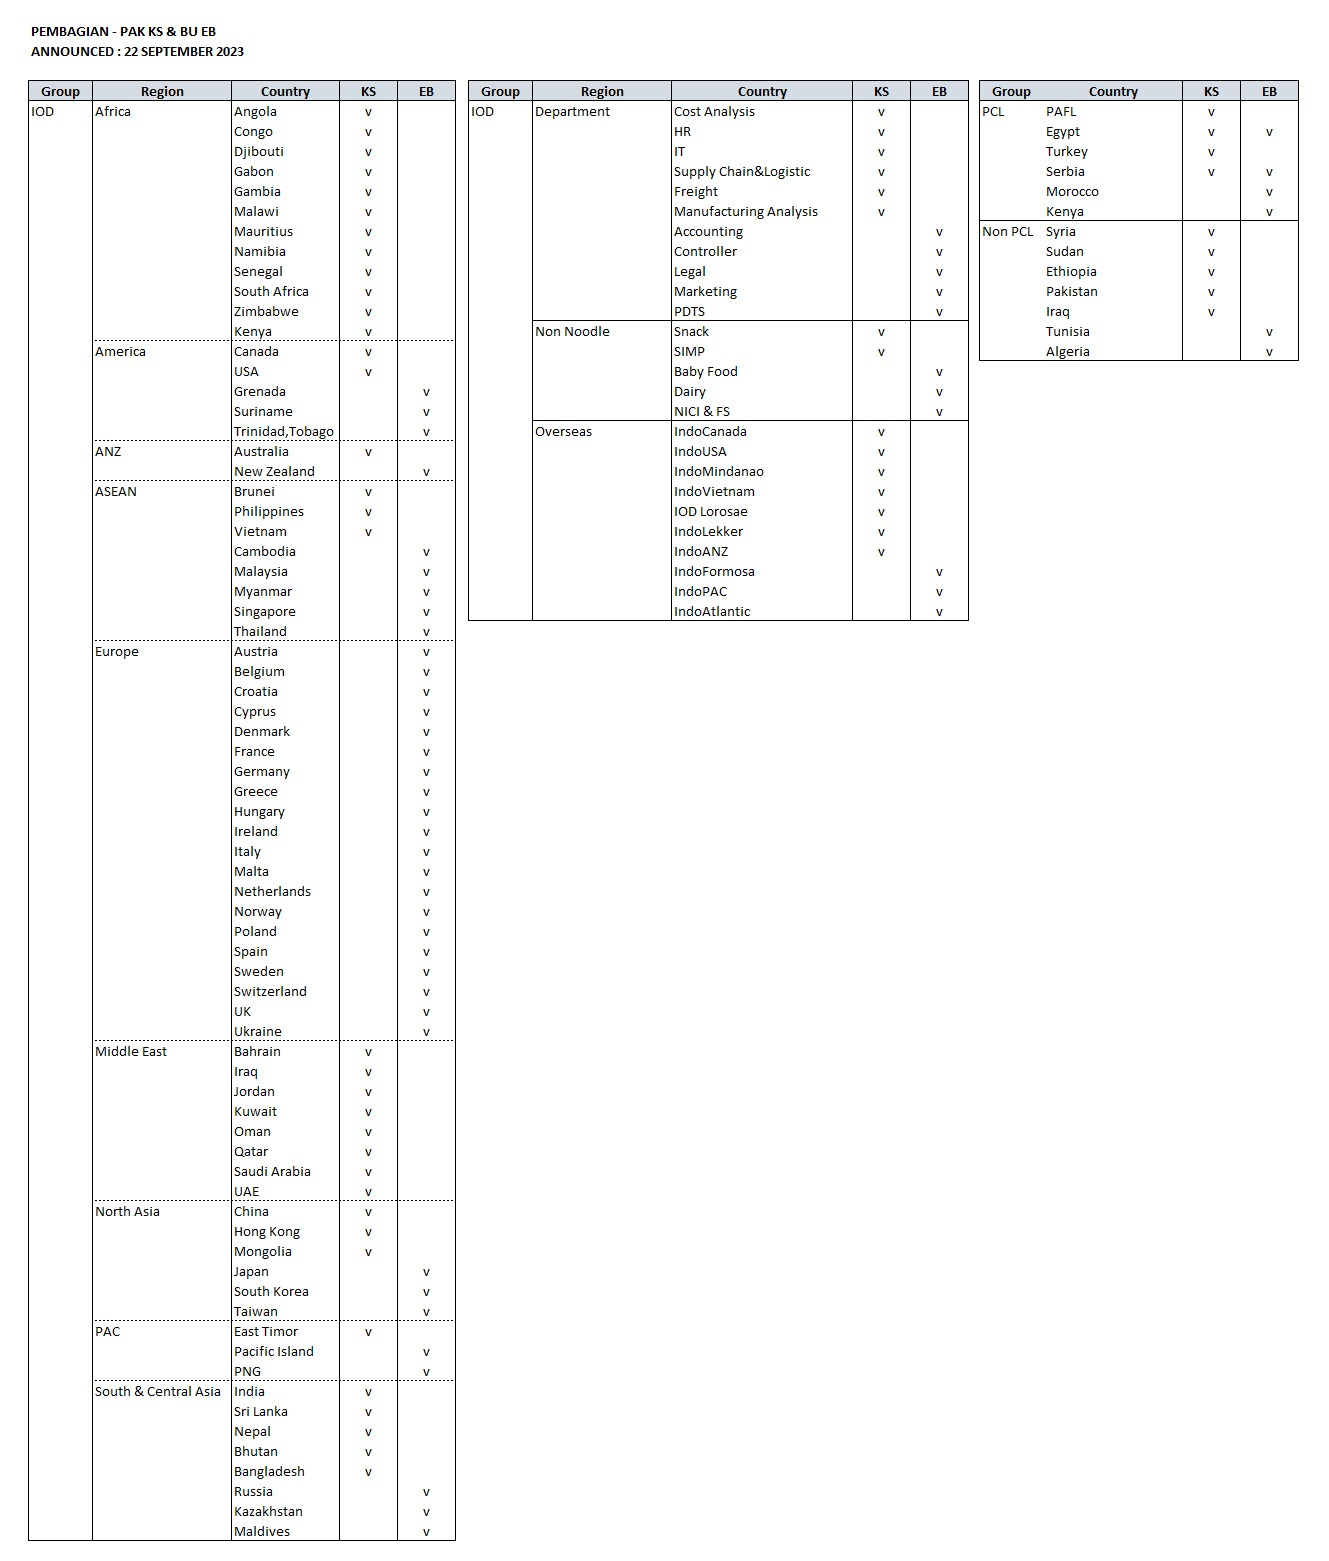 PEMBAGIAN - PAK KS & BU EB
ANNOUNCED : 22 SEPTEMBER 2023
Group Region Country KS EB
IOD Africa Angola v
Congo v
Djibouti v
Gabon v
Gambia v
Malawi v
Mauritius v
Namibia v
Senegal v
South Africa v
Zimbabwe v
Kenya v
America Canada v
USA v
Grenada v
Suriname v
Trinidad,Tobago v
ANZ Australia v
New Zealand v
ASEAN Brunei v
Philippines v
Vietnam v
Cambodia v
Malaysia v
Myanmar v
Singapore v
Thailand v
Europe Austria v
Belgium v
Croatia v
Cyprus v
Denmark v
France v
Germany v
Greece v
Hungary v
Ireland v
Italy v
Malta v
Netherlands v
Norway v
Poland v
Spain v
Sweden v
Switzerland v
UK v
Ukraine v
Middle East Bahrain v
Iraq v
Jordan v
Kuwait v
Oman v
Qatar v
Saudi Arabia v
UAE v
North Asia China v
Hong Kong v
Mongolia v
Japan v
South Korea v
Taiwan v
PAC East Timor v
Pacific Island v
PNG v
South & Central Asia India v
Sri Lanka v
Nepal v
Bhutan v
Bangladesh v
Russia v
Kazakhstan v
Maldives v
Group Region Country KS EB
IOD Department Cost Analysis v
HR v
IT v
Supply Chain&Logistic v
Freight v
Manufacturing Analysis v
Accounting v
Controller v
Legal v
Marketing v
PDTS v
Non Noodle Snack v
SIMP v
Baby Food v
Dairy v
NICI & FS v
Overseas IndoCanada v
IndoUSA v
IndoMindanao v
IndoVietnam v
IOD Lorosae v
IndoLekker v
IndoANZ v
IndoFormosa v
IndoPAC v
IndoAtlantic v
Group Country KS EB
PCL PAFL v
Egypt v v
Turkey v
Serbia v v
Morocco v
Kenya v
Non PCL Syria v
Sudan v
Ethiopia v
Pakistan v
Iraq v
Tunisia v
Algeria v